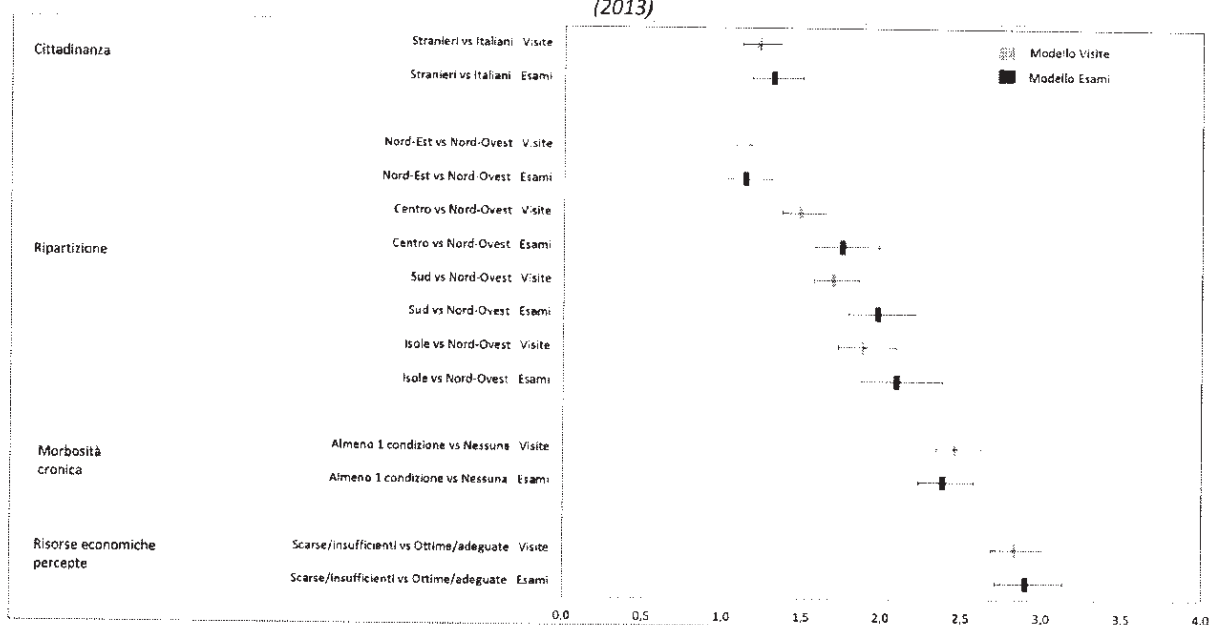 (2013)
Cittadinanza
Stranieri vs Italiani Visite
Stranieri vs Italiani Esami
Modello Visite
Modello Esami
Ripartizione
Nord-Est vs Nord-Ovest Visite
Nord-Est vs Nord-Ovest Esami
Centro vs Nord-Ovest Visite
Centro vs Nord-Ovest Esami
Sud vs Nord-Ovest Visite
Sud vs Nord-Ovest Esami
Isole vs Nord-Ovest Visite
Isole vs Nord-Ovest Esami
Morbosità
cronica
Almeno 1 condizione vs Nessuna Visite
Almeno 1 condizione vs Nessuna Esami
Risorse economiche
percepte
Scarse/insufficienti vs Ottime/adeguate Visite
Scarse/insufficienti vs Ottime/adeguate Esami
0,0 0,5 1,0 1,5 2,0 2,5 3,0 3,5 4,0